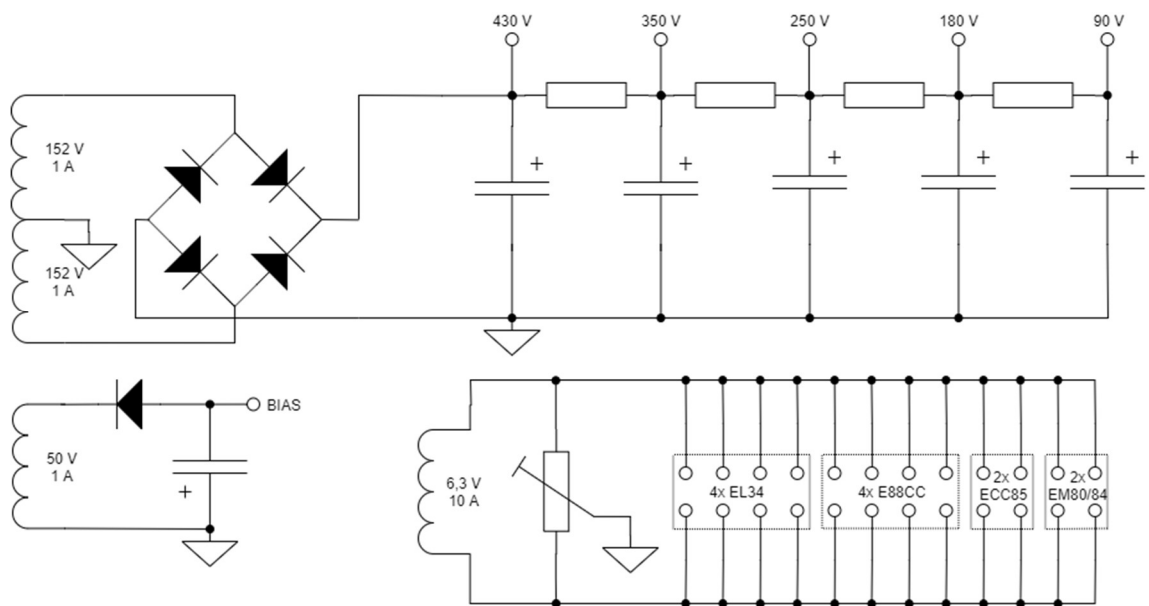 430 V
350 V
250 V
180 V
90 V
+
+
+
+
+
152 V
1 A
152 V
1 A
BIAS
50 V
1 A
+
6,3 V
10 A
4x EL34
4x E88CC
2x
ECC85
2x
EM80/84